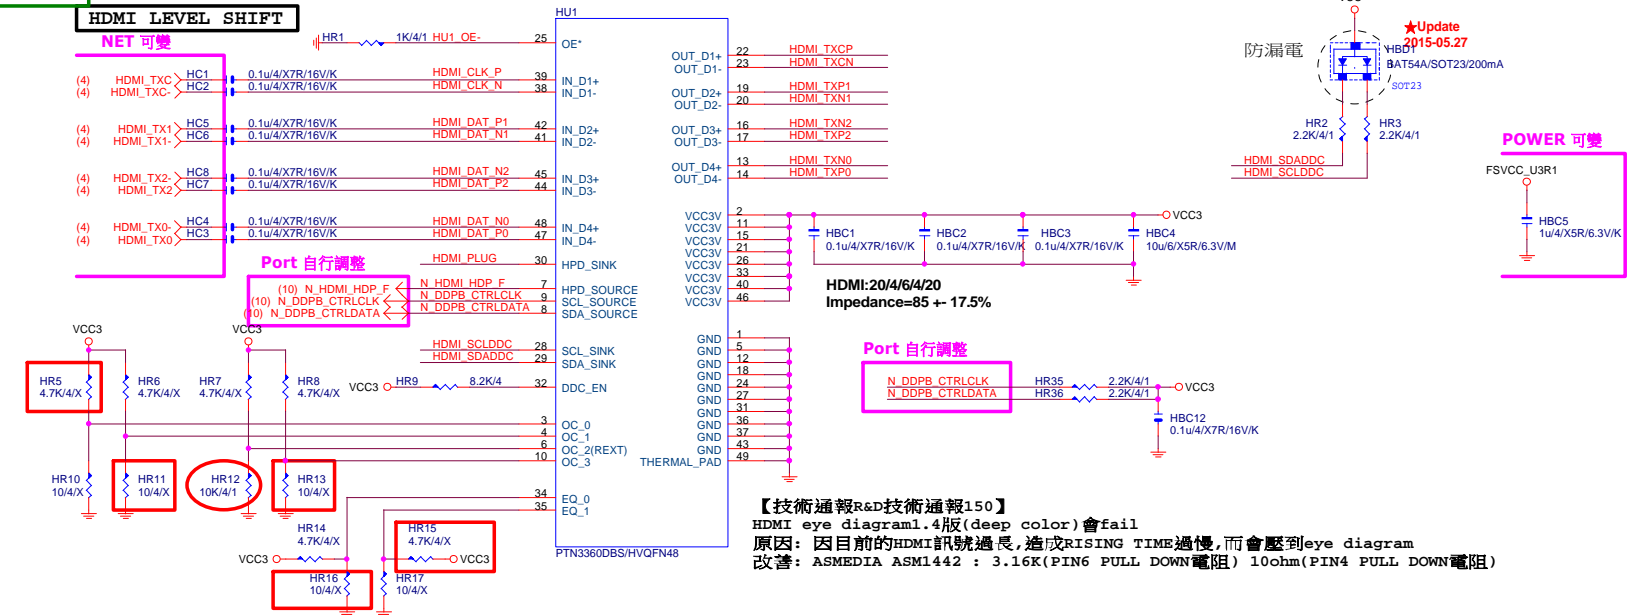 HDMI LEVEL SHIFT
NET 可變
(4) HDMI_TXC HC1 0.1u/4/X7R/16V/K HDMI_CLK_P 39 IN_D1+
(4) HDMI_TXC- HC2 0.1u/4/X7R/16V/K HDMI_CLK_N 38 IN_D1-
(4) HDMI_TX1 HC5 0.1u/4/X7R/16V/K HDMI_DAT_P1 42 IN_D2+
(4) HDMI_TX1- HC6 0.1u/4/X7R/16V/K HDMI_DAT_N1 41 IN_D2-
(4) HDMI_TX2- HC8 0.1u/4/X7R/16V/K HDMI_DAT_N2 45 IN_D3+
(4) HDMI_TX2 HC7 0.1u/4/X7R/16V/K HDMI_DAT_P2 44 IN_D3-
(4) HDMI_TX0- HC4 0.1u/4/X7R/16V/K HDMI_DAT_N0 48 IN_D4+
(4) HDMI_TX0 HC3 0.1u/4/X7R/16V/K HDMI_DAT_P0 47 IN_D4-
HU1
HR1 1K/4/1 HU1_OE- 25 OE*
HDMI_PLUG 30 HPD_SINK
Port 自行調整
(10) N_HDMI_HDP_F N_HDMI_HDP_F 7 HPD_SOURCE
(10) N_DDPB_CTRLCLK N_DDPB_CTRLCLK 9 SCL_SOURCE
(10) N_DDPB_CTRLDATA N_DDPB_CTRLDATA 8 SDA_SOURCE
HDMI_SCLDDC 28 SCL_SINK
HDMI_SDADDC 29 SDA_SINK
VCC3 HR9 8.2K/4 32 DDC_EN
3 OC_0
4 OC_1
6 OC_2(REXT)
10 OC_3
34 EQ_0
35 EQ_1
PTN3360DBS/HVQFN48
VCC3
VCC3
HR5
4.7K/4/X
HR6
4.7K/4/X
HR7
4.7K/4/X
HR8
4.7K/4/X
HR10
10/4/X
HR11
10/4/X
HR12
10K/4/1
HR13
10/4/X
HR14
4.7K/4/X
VCC3
HR15
4.7K/4/X
VCC3
HR16
10/4/X
HR17
10/4/X
OUT_D1+ 22 HDMI_TXCP
OUT_D1- 23 HDMI_TXCN
OUT_D2+ 19 HDMI_TXP1
OUT_D2- 20 HDMI_TXN1
OUT_D3+ 16 HDMI_TXN2
OUT_D3- 17 HDMI_TXP2
OUT_D4+ 13 HDMI_TXN0
OUT_D4- 14 HDMI_TXP0
VCC3V 2
VCC3V 11
VCC3V 15
VCC3V 21
VCC3V 26
VCC3V 33
VCC3V 40
VCC3V 46
VCC3
HBC1
0.1u/4/X7R/16V/K
HBC2
0.1u/4/X7R/16V/K
HBC3
0.1u/4/X7R/16V/K
HBC4
10u/6/X5R/6.3V/M
HDMI:20/4/6/4/20
Impedance=85 +- 17.5%
GND 1
GND 5
GND 12
GND 18
GND 24
GND 27
GND 31
GND 36
GND 37
GND 43
THERMAL_PAD 49
Port 自行調整
N_DDPB_CTRLCLK HR35 2.2K/4/1 VCC3
N_DDPB_CTRLDATA HR36 2.2K/4/1
HBC12
0.1u/4/X7R/16V/K
防漏電
★Update
2015-05.27
HBD1
BAT54A/SOT23/200mA
SOT23
HR2
2.2K/4/1
HR3
2.2K/4/1
HDMI_SDADDC
HDMI_SCLDDC
POWER 可變
FSVCC_U3R1
HBC5
1u/4/X5R/6.3V/K
【技術通報R&D技術通報150】
HDMI eye diagram1.4版(deep color)會fail
原因: 因目前的HDMI訊號過長,造成RISING TIME過慢,而會壓到eye diagram
改善: ASMEDIA ASM1442 : 3.16K(PIN6 PULL DOWN電阻) 10ohm(PIN4 PULL DOWN電阻)